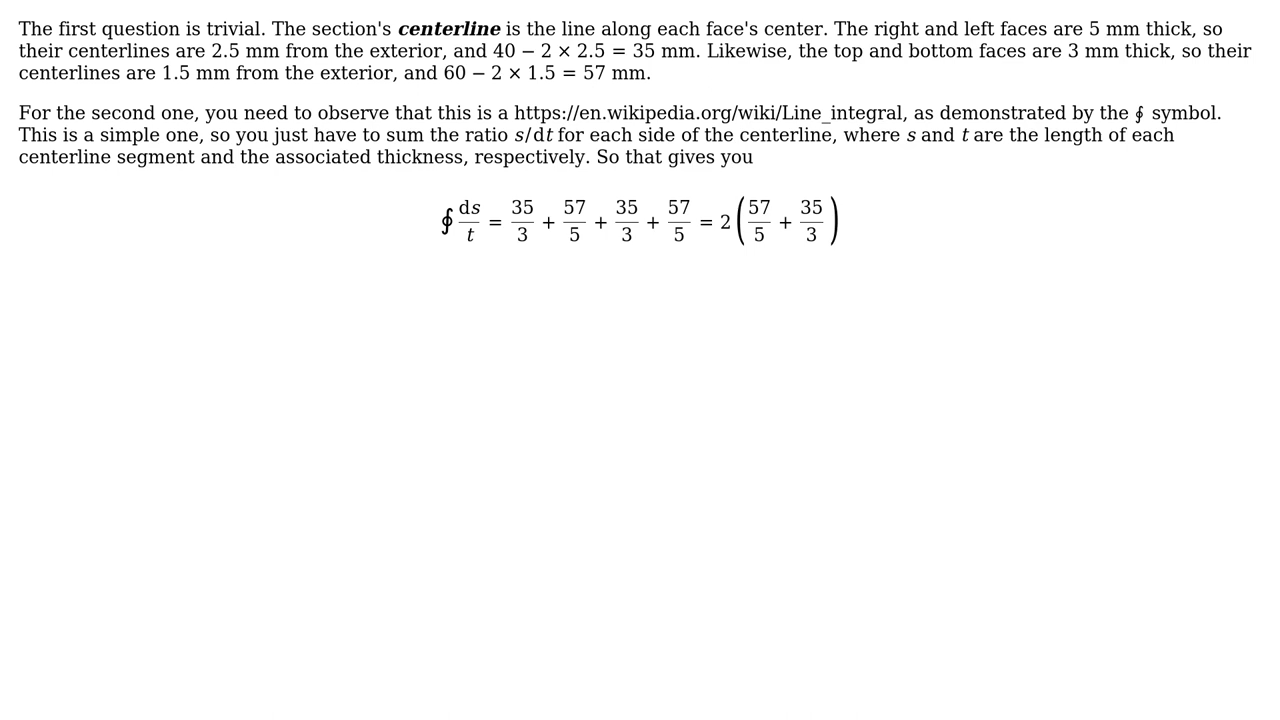 The first question is trivial. The section's centerline is the line along each face's center. The right and left faces are 5 mm thick, so
their centerlines are 2.5 mm from the exterior, and 40 − 2 × 2.5 = 35 mm. Likewise, the top and bottom faces are 3 mm thick, so their
centerlines are 1.5 mm from the exterior, and 60 − 2 × 1.5 = 57 mm.
For the second one, you need to observe that this is a https://en.wikipedia.org/wiki/Line_integral, as demonstrated by the ∮ symbol.
This is a simple one, so you just have to sum the ratio s/dt for each side of the centerline, where s and t are the length of each
centerline segment and the associated thickness, respectively. So that gives you
∮ ds/t = 35/3 + 57/5 + 35/3 + 57/5 = 2 (57/5 + 35/3)